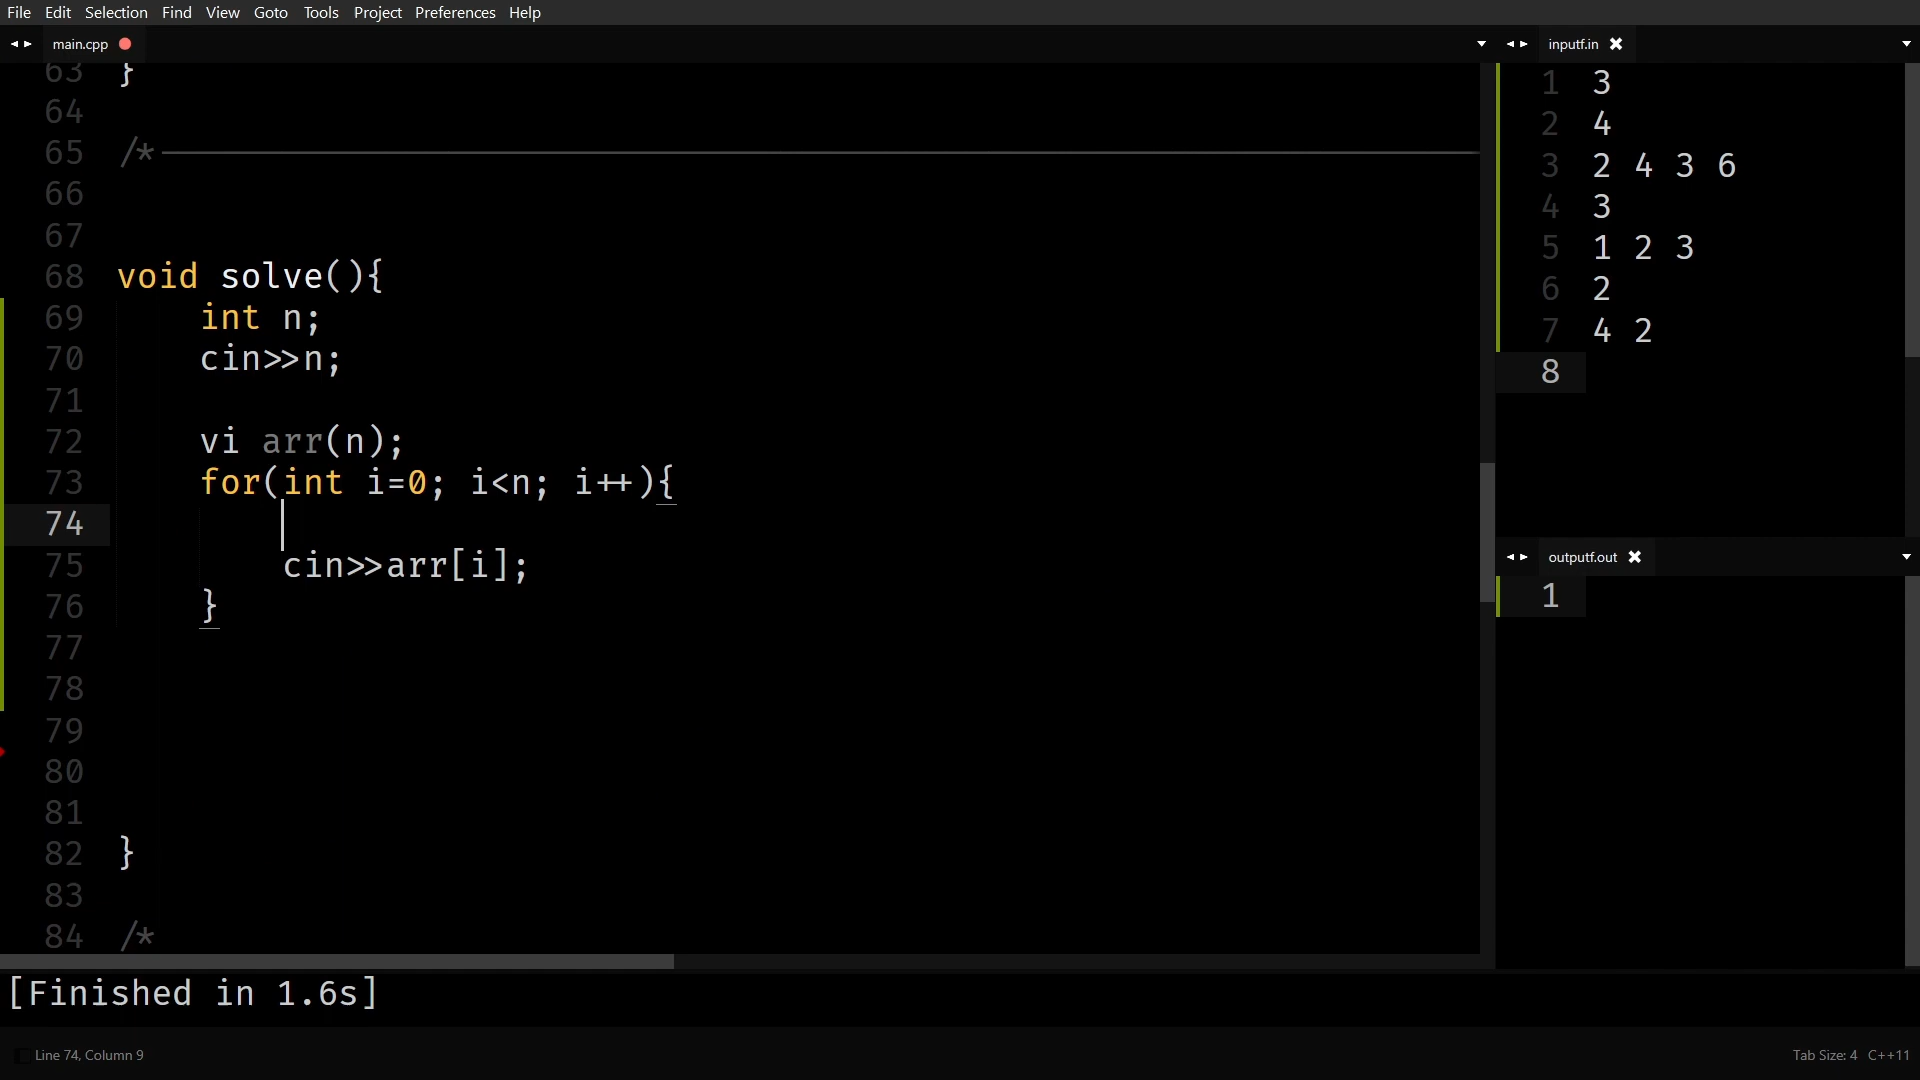 File Edit Selection Find View Goto Tools Project Preferences Help
main.cpp
63 }
64
65 /*
66
67
68 void solve(){
69 int n;
70 cin>>n;
71
72 vi arr(n);
73 for(int i=0; i<n; i++){
74
75 cin>>arr[i];
76 }
77
78
79
80
81
82 }
83
84 /*
inputf.in
1 3
2 4
3 2 4 3 6
4 3
5 1 2 3
6 2
7 4 2
8
outputf.out
1
[Finished in 1.6s]
Line 74, Column 9
Tab Size: 4 C++11